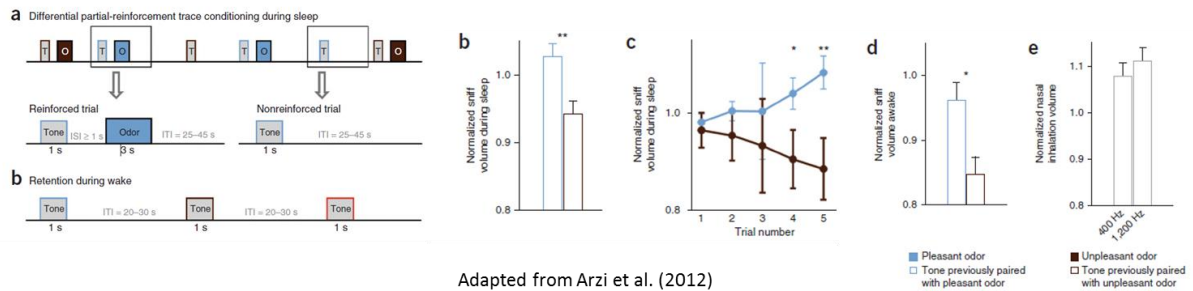 a Differential partial-reinforcement trace conditioning during sleep
T O T O T T O T T O
Reinforced trial
Nonreinforced trial
Tone ISI ≥ 1 s Odor ITI = 25–45 s
Tone ITI = 25–45 s
1 s 3 s
1 s
b Retention during wake
Tone ITI = 20–30 s Tone ITI = 20–30 s Tone
1 s 1 s 1 s
b
Normalized sniff
volume during sleep
1.0
0.9
0.8
**
c
Normalized sniff
volume during sleep
1.0
0.8
* **
1 2 3 4 5
Trial number
d
Normalized sniff
volume awake
1.0
0.9
0.8
*
e
Normalized nasal
inhalation volume
1.1
1.0
0.9
0.8
400 Hz
1,200 Hz
Pleasant odor
Tone previously paired
with pleasant odor
Unpleasant odor
Tone previously paired
with unpleasant odor
Adapted from Arzi et al. (2012)